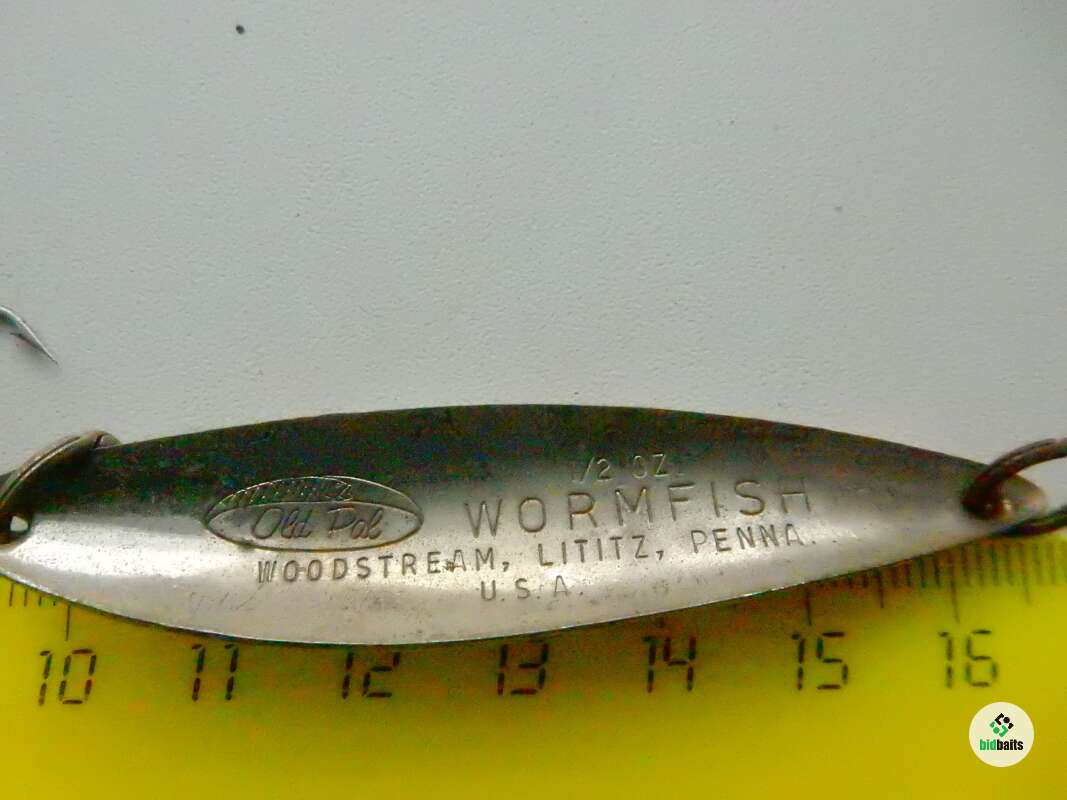 1/2 OZ.
Old Pal
WORMFISH
WOODSTREAM, LITITZ, PENNA.
U.S.A.
10 11 12 13 14 15 16
bidbaits